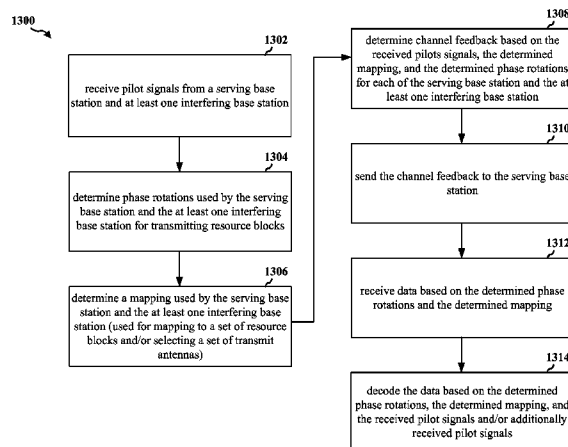 1300
1302
receive pilot signals from a serving base
station and at least one interfering base
station
1304
determine phase rotations used by the serving
base station and the at least one interfering
base station for transmitting resource blocks
1306
determine a mapping used by the serving base
station and the at least one interfering base
station (used for mapping to a set of resource
blocks and/or selecting a set of transmit
antennas)
1308
determine channel feedback based on the
received pilots signals, the determined
mapping, and the determined phase rotations
for each of the serving base station and the at
least one interfering base station
1310
send the channel feedback to the serving base
station
1312
receive data based on the determined phase
rotations and the determined mapping
1314
decode the data based on the determined
phase rotations, the determined mapping, and
the received pilot signals and/or additionally
received pilot signals